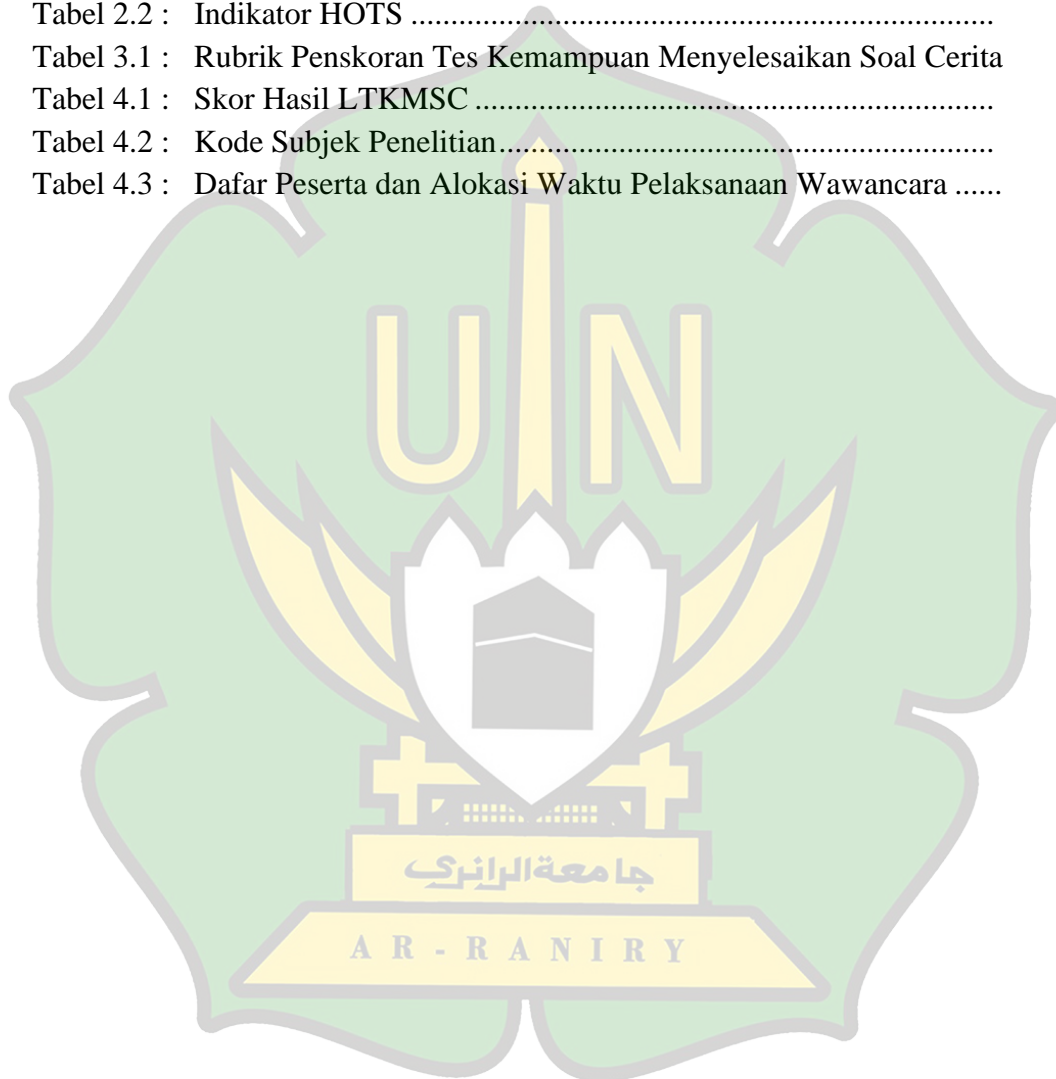 Tabel 2.2 : Indikator HOTS ......................................................................
Tabel 3.1 : Rubrik Penskoran Tes Kemampuan Menyelesaikan Soal Cerita
Tabel 4.1 : Skor Hasil LTKMSC ..............................................................
Tabel 4.2 : Kode Subjek Penelitian...........................................................
Tabel 4.3 : Dafar Peserta dan Alokasi Waktu Pelaksanaan Wawancara ......
UIN
جامعةالرانرك
AR-RANIRY